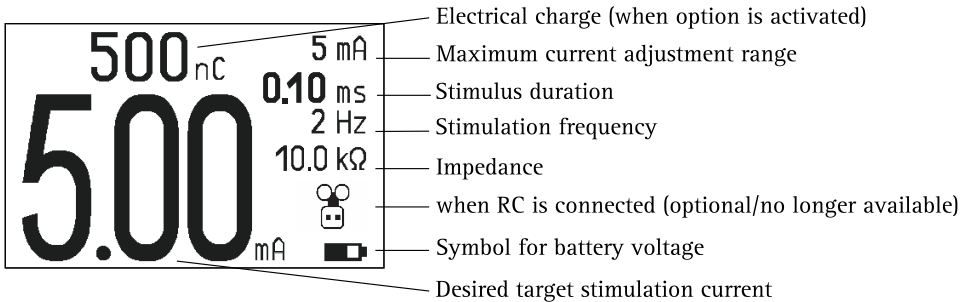 500 nC
5 mA
0.10 ms
2 Hz
10.0 kΩ
5.00 mA
Electrical charge (when option is activated)
Maximum current adjustment range
Stimulus duration
Stimulation frequency
Impedance
when RC is connected (optional/no longer available)
Symbol for battery voltage
Desired target stimulation current